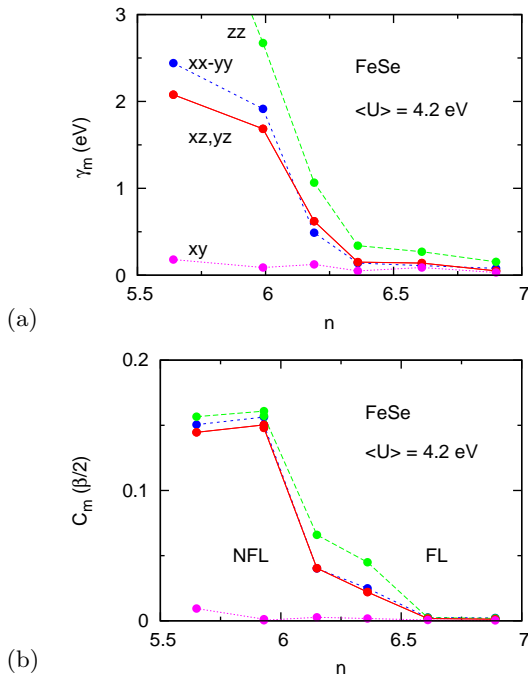 3
zz
xx-yy
FeSe
2
<U> = 4.2 eV
xz,yz
γm (eV)
1
xy
0
5.5
6
6.5
7
(a)
n
0.2
FeSe
<U> = 4.2 eV
Cm (β/2)
0.1
NFL
FL
0
5.5
6
6.5
7
(b)
n